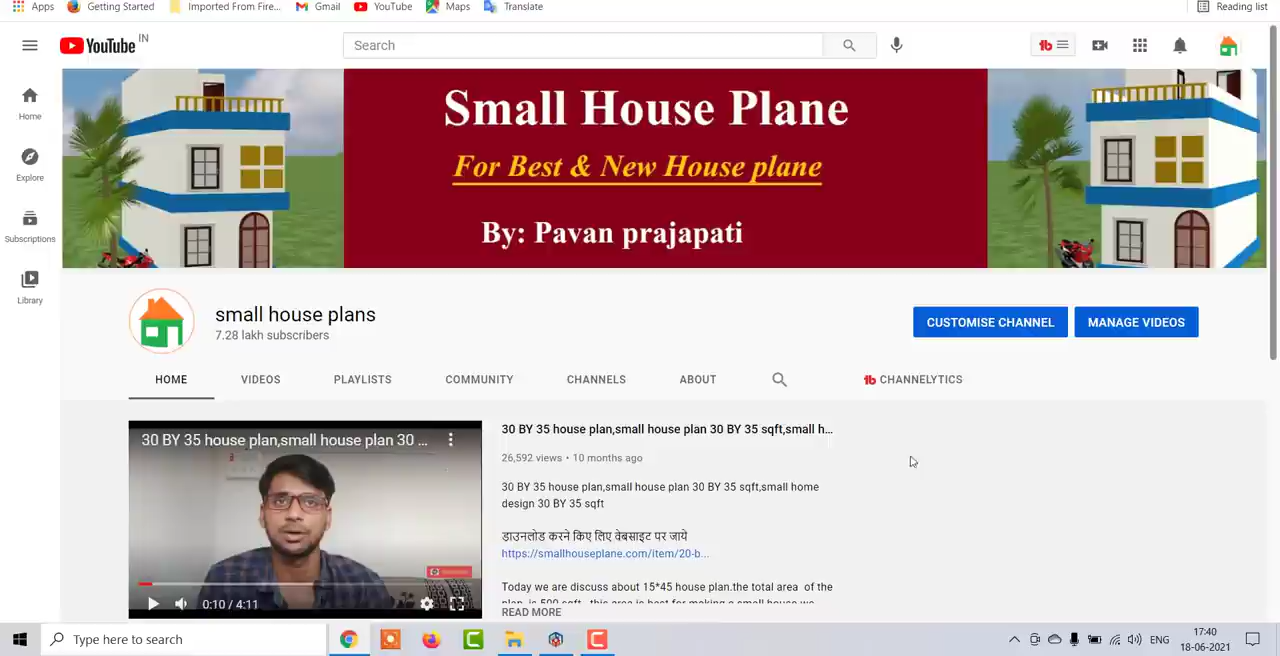 Apps Getting Started Imported From Fire... Gmail YouTube Maps Translate Reading list
YouTube IN Search
Home
Explore
Subscriptions
Library
Small House Plane
For Best & New House plane
By: Pavan prajapati
small house plans
7.28 lakh subscribers
CUSTOMISE CHANNEL MANAGE VIDEOS
HOME VIDEOS PLAYLISTS COMMUNITY CHANNELS ABOUT tb CHANNELYTICS
30 BY 35 house plan,small house plan 30 ...
0:10 / 4:11
30 BY 35 house plan,small house plan 30 BY 35 sqft,small h...
26,592 views • 10 months ago
30 BY 35 house plan,small house plan 30 BY 35 sqft,small home
design 30 BY 35 sqft
डाउनलोड करने किए लिए वेबसाइट पर जाये
https://smallhouseplane.com/item/20-b...
Today we are discuss about 15*45 house plan.the total area of the
READ MORE
Type here to search
ENG
17:40
18-06-2021